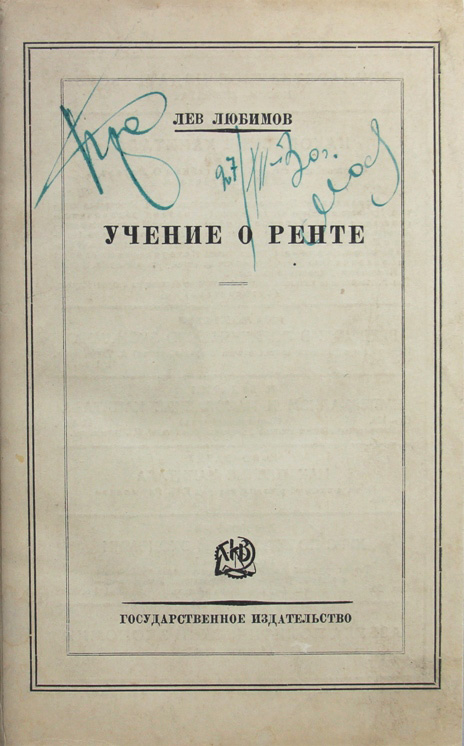 ЛЕВ ЛЮБИМОВ
УЧЕНИЕ О РЕНТЕ
ГОСУДАРСТВЕННОЕ ИЗДАТЕЛЬСТВО